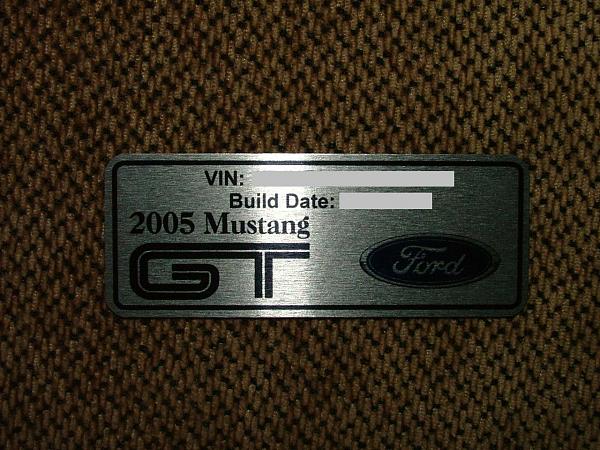 VIN:
Build Date:
2005 Mustang
GT
Ford